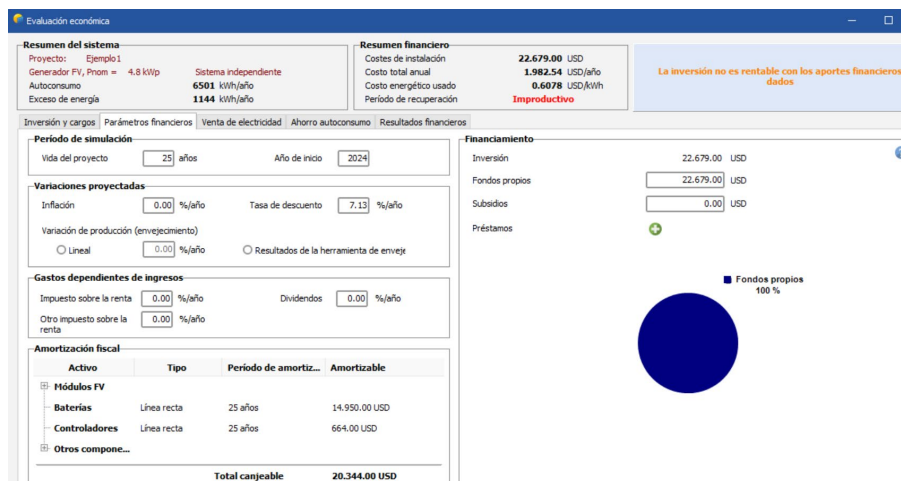 Evaluación económica
Resumen del sistema
Proyecto: Ejemplo1
Generador FV, Pnom = 4.8 kWp Sistema independiente
Autoconsumo 6501 kWh/año
Exceso de energía 1144 kWh/año
Resumen financiero
Costes de instalación 22.679.00 USD
Costo total anual 1.982.54 USD/año
Costo energético usado 0.6078 USD/kWh
Período de recuperación Improductivo
La inversión no es rentable con los aportes financieros
dados
Inversión y cargos Parámetros financieros Venta de electricidad Ahorro autoconsumo Resultados financieros
Período de simulación
Vida del proyecto 25 años Año de inicio 2024
Variaciones proyectadas
Inflación 0.00 %/año Tasa de descuento 7.13 %/año
Variación de producción (envejecimiento)
Lineal 0.00 %/año Resultados de la herramienta de enveje
Gastos dependientes de ingresos
Impuesto sobre la renta 0.00 %/año Dividendos 0.00 %/año
Otro impuesto sobre la
renta 0.00 %/año
Amortización fiscal
Activo Tipo Período de amortiz... Amortizable
Módulos FV
Baterías Línea recta 25 años 14.950.00 USD
Controladores Línea recta 25 años 664.00 USD
Otros compone...
Total canjeable 20.344.00 USD
Financiamiento
Inversión 22.679.00 USD
Fondos propios 22.679.00 USD
Subsidios 0.00 USD
Préstamos
Fondos propios
100 %